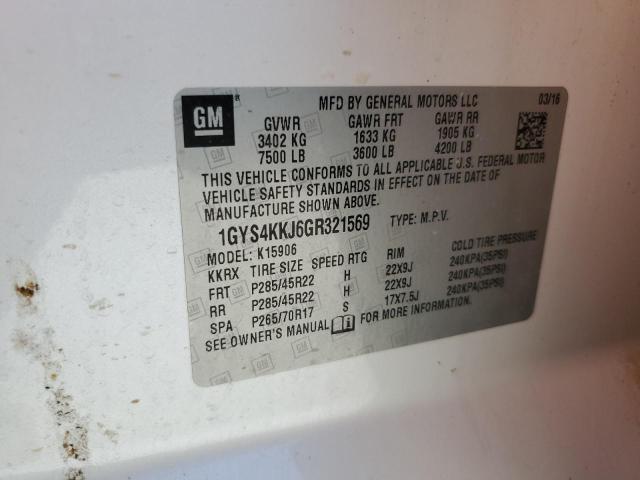 GM
MFD BY GENERAL MOTORS LLC 03/16
GVWR GAWR FRT GAWR RR
3402 KG 1633 KG 1905 KG
7500 LB 3600 LB 4200 LB
THIS VEHICLE CONFORMS TO ALL APPLICABLE U.S. FEDERAL MOTOR
VEHICLE SAFETY STANDARDS IN EFFECT ON THE DATE OF
MANUFACTURE SHOWN ABOVE.
1GYS4KKJ6GR321569 TYPE: M.P.V.
MODEL: K15906
KKRX TIRE SIZE SPEED RTG RIM COLD TIRE PRESSURE
FRT P285/45R22 H 22X9J 240KPA(35PSI)
RR P285/45R22 H 22X9J 240KPA(35PSI)
SPA P265/70R17 S 17X7.5J 240KPA(35PSI)
SEE OWNER'S MANUAL FOR MORE INFORMATION.